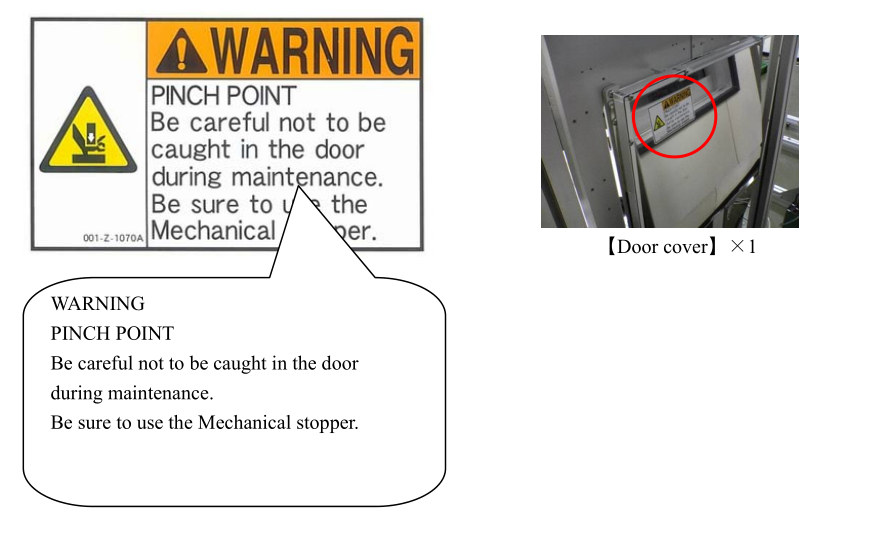 WARNING
PINCH POINT
Be careful not to be
caught in the door
during maintenance.
Be sure to the
Mechanical
001-Z-1070A
WARNING
PINCH POINT
Be careful not to be caught in the door
during maintenance.
Be sure to use the Mechanical stopper.
WARNING
【Door cover】×1